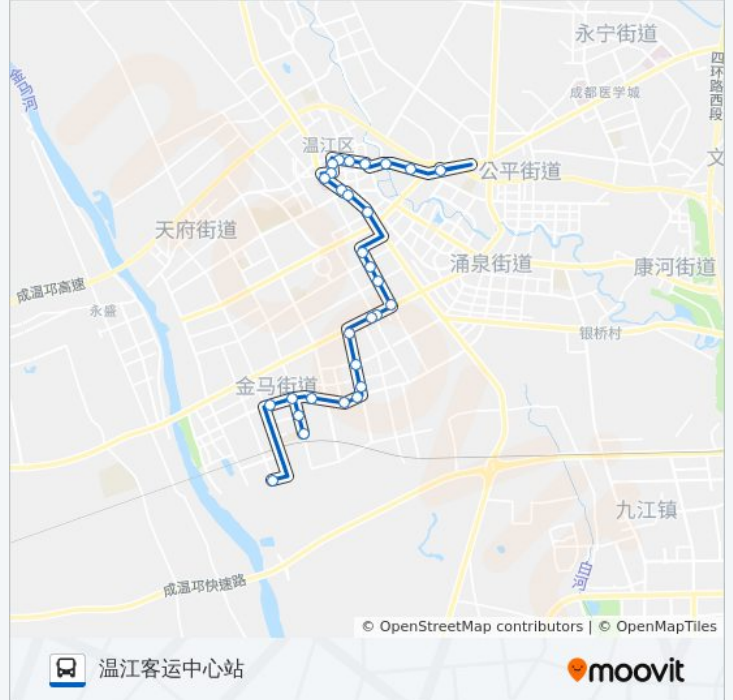 永宁街道
四环路西段
金马河
成都医学城
温江区
文
公平街道
天府街道
涌泉街道
康河街道
成温邛高速
永盛
银桥村
金马街道
九江镇
成温邛快速路
© OpenStreetMap contributors | © OpenMapTiles
温江客运中心站
moovit